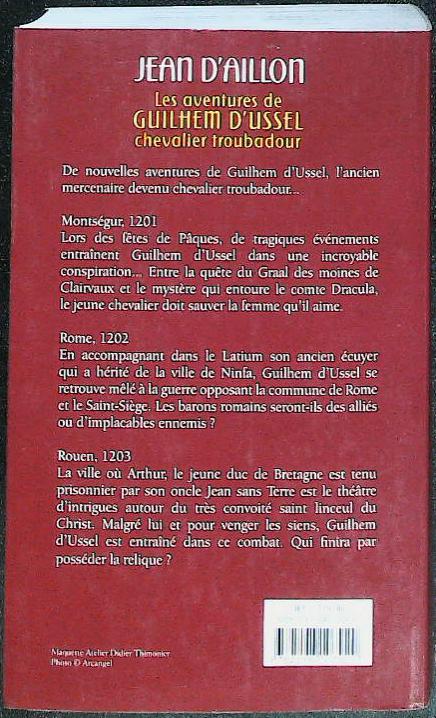 JEAN D'AILLON
Les aventures de
GUILHEM D'USSEL
chevalier troubadour
De nouvelles aventures de Guilhem d'Ussel, l'ancien
mercenaire devenu chevalier troubadour...
Montségur, 1201
Lors des fêtes de Pâques, de tragiques événements
entraînent Guilhem d'Ussel dans une incroyable
conspiration... Entre la quête du Graal des moines de
Clairvaux et le mystère qui entoure le comte Dracula,
le jeune chevalier doit sauver la femme qu'il aime.
Rome, 1202
En accompagnant dans le Latium son ancien écuyer
qui a hérité de la ville de Ninfa, Guilhem d'Ussel se
retrouve mêlé à la guerre opposant la commune de Rome
et le Saint-Siège. Les barons romains seront-ils des alliés
ou d'implacables ennemis ?
Rouen, 1203
La ville où Arthur, le jeune duc de Bretagne est tenu
prisonnier par son oncle Jean sans Terre est le théâtre
d'intrigues autour du très convoité saint linceul du
Christ. Malgré lui et pour venger les siens, Guilhem
d'Ussel est entraîné dans ce combat. Qui finira par
posséder la relique ?
Maquette Atelier Didier Thimonier
Photo © Arcangel